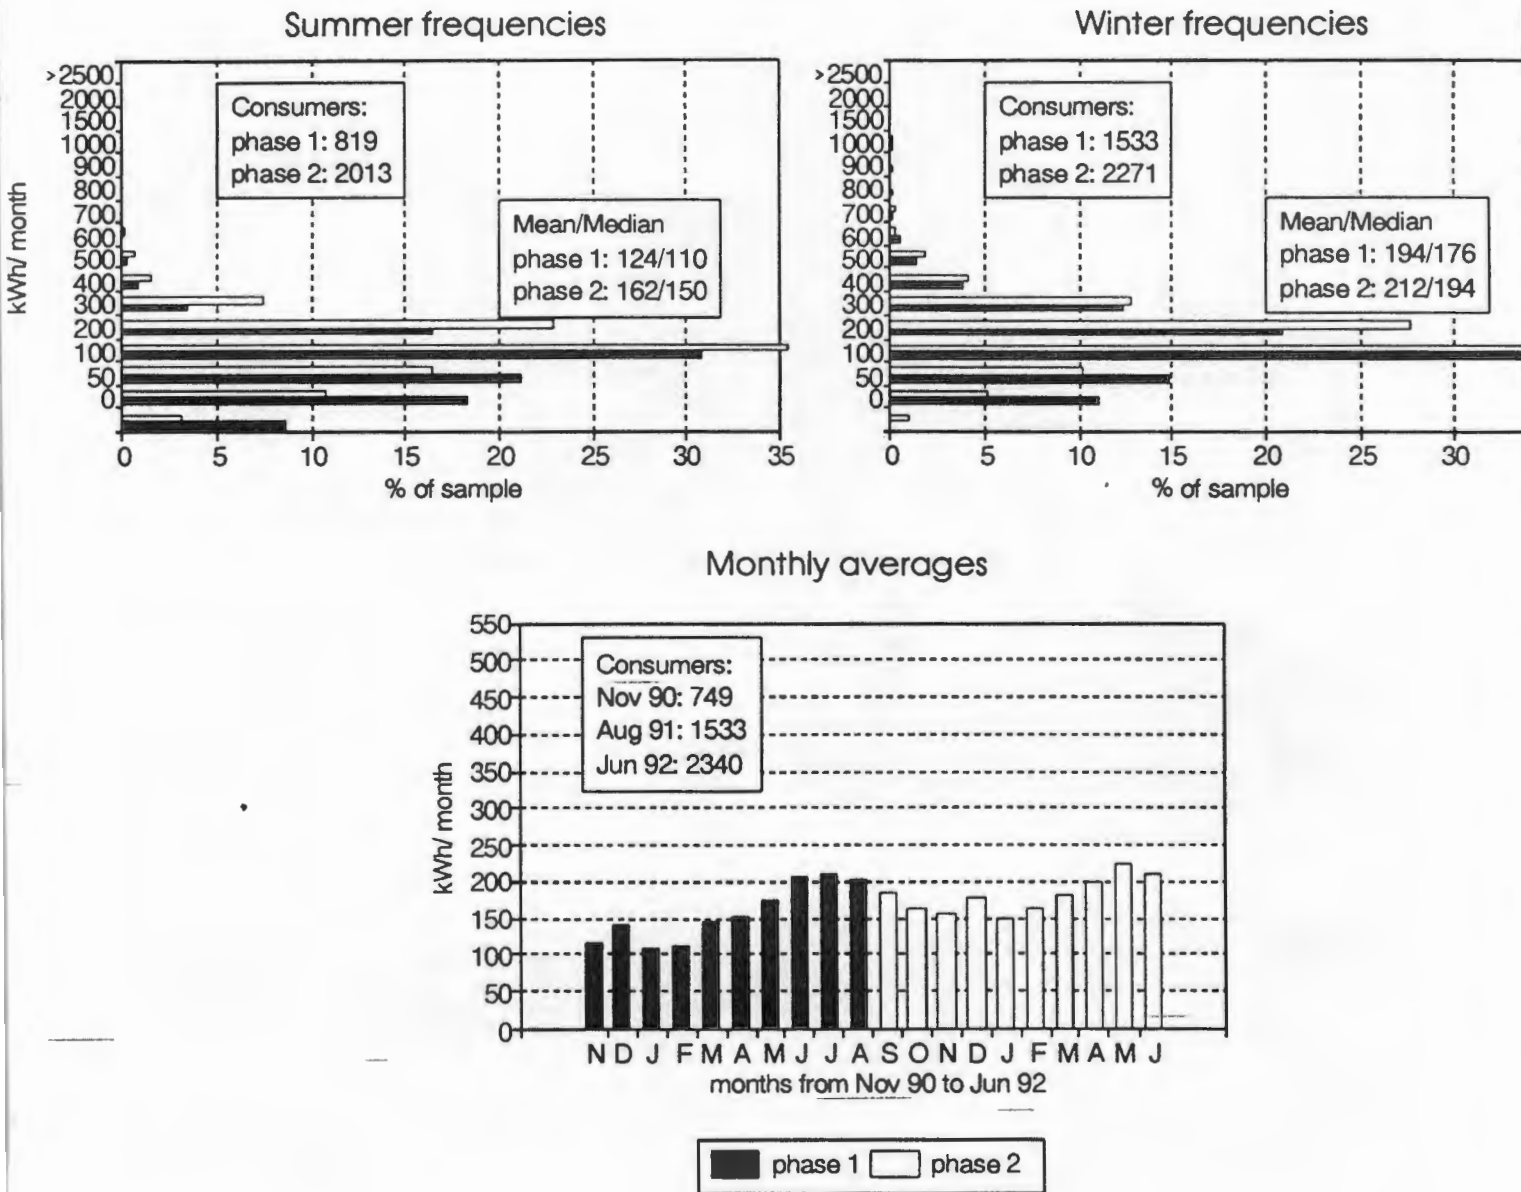 Summer frequencies
kWh/ month
>2500
2000
1500
1000
900
800
700
600
500
400
300
200
100
50
0
Consumers:
phase 1: 819
phase 2: 2013
Mean/Median
phase 1: 124/110
phase 2: 162/150
0 5 10 15 20 25 30 35
% of sample
Winter frequencies
>2500
2000
1500
1000
900
800
700
600
500
400
300
200
100
50
0
Consumers:
phase 1: 1533
phase 2: 2271
Mean/Median
phase 1: 194/176
phase 2: 212/194
0 5 10 15 20 25 30
% of sample
Monthly averages
kWh/ month
550
500
450
400
350
300
250
200
150
100
50
0
Consumers:
Nov 90: 749
Aug 91: 1533
Jun 92: 2340
N D J F M A M J J A S O N D J F M A M J
months from Nov 90 to Jun 92
phase 1 phase 2